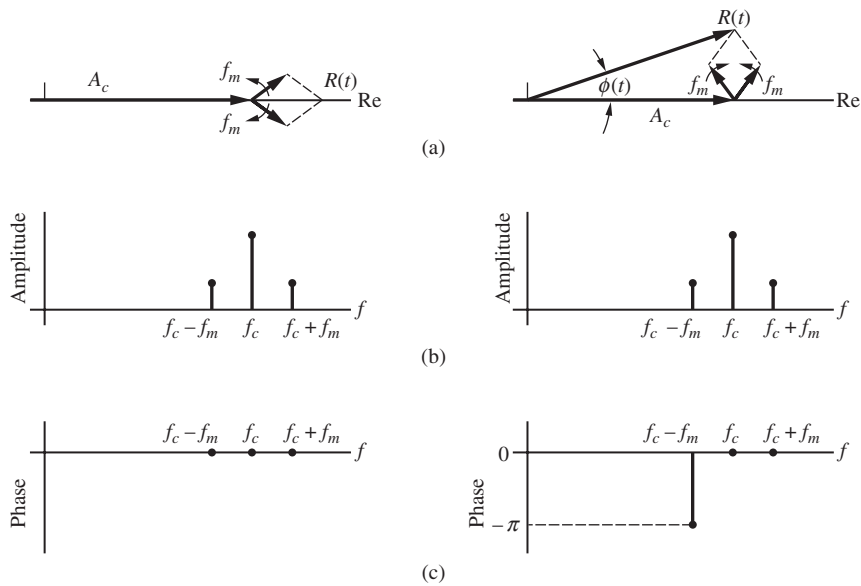 A_c
f_m
f_m
R(t)
Re
R(t)
f_m
f_m
ϕ(t)
A_c
Re
(a)
Amplitude
f_c − f_m
f_c
f_c + f_m
f
Amplitude
f_c − f_m
f_c
f_c + f_m
f
(b)
Phase
f_c − f_m
f_c
f_c + f_m
f
Phase
0
−π
f_c − f_m
f_c
f_c + f_m
f
(c)